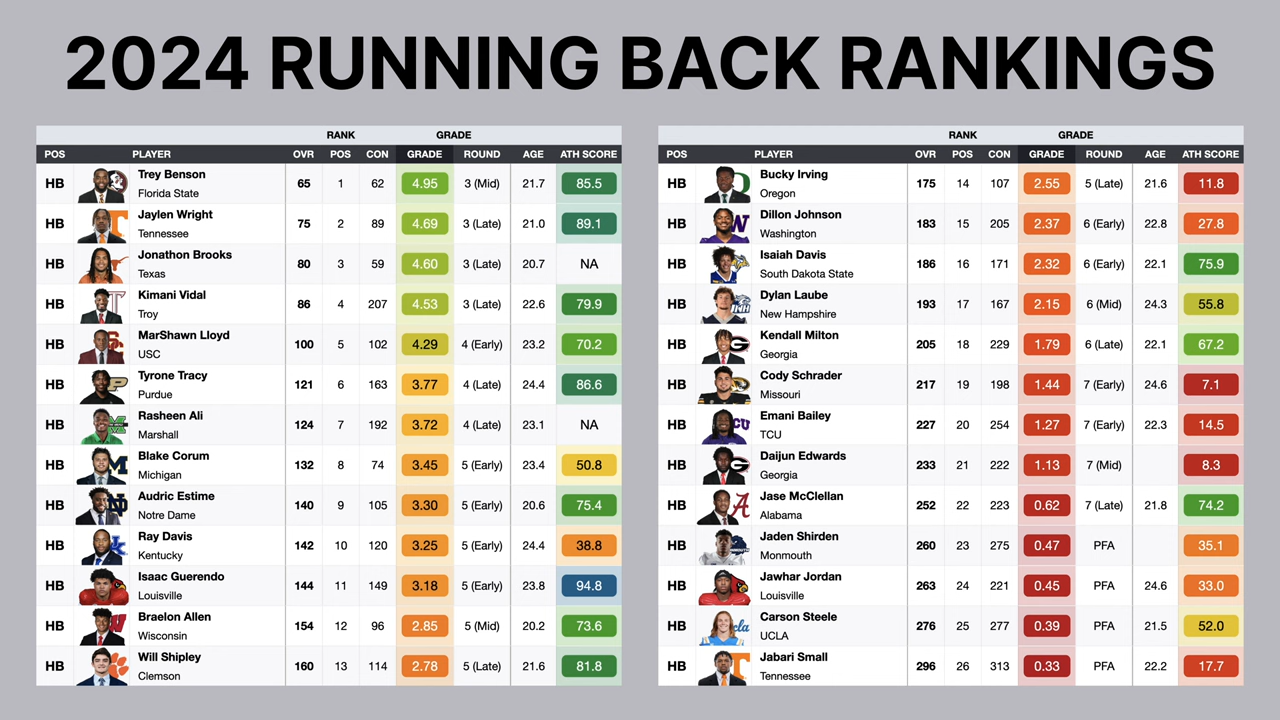 2024 RUNNING BACK RANKINGS
RANK GRADE
POS PLAYER OVR POS CON GRADE ROUND AGE ATH SCORE
HB Trey Benson Florida State 65 1 62 4.95 3 (Mid) 21.7 85.5
HB Jaylen Wright Tennessee 75 2 89 4.69 3 (Late) 21.0 89.1
HB Jonathon Brooks Texas 80 3 59 4.60 3 (Late) 20.7 NA
HB Kimani Vidal Troy 86 4 207 4.53 3 (Late) 22.6 79.9
HB MarShawn Lloyd USC 100 5 102 4.29 4 (Early) 23.2 70.2
HB Tyrone Tracy Purdue 121 6 163 3.77 4 (Late) 24.4 86.6
HB Rasheen Ali Marshall 124 7 192 3.72 4 (Late) 23.1 NA
HB Blake Corum Michigan 132 8 74 3.45 5 (Early) 23.4 50.8
HB Audric Estime Notre Dame 140 9 105 3.30 5 (Early) 20.6 75.4
HB Ray Davis Kentucky 142 10 120 3.25 5 (Early) 24.4 38.8
HB Isaac Guerendo Louisville 144 11 149 3.18 5 (Early) 23.8 94.8
HB Braelon Allen Wisconsin 154 12 96 2.85 5 (Mid) 20.2 73.6
HB Will Shipley Clemson 160 13 114 2.78 5 (Late) 21.6 81.8
RANK GRADE
POS PLAYER OVR POS CON GRADE ROUND AGE ATH SCORE
HB Bucky Irving Oregon 175 14 107 2.55 5 (Late) 21.6 11.8
HB Dillon Johnson Washington 183 15 205 2.37 6 (Early) 22.8 27.8
HB Isaiah Davis South Dakota State 186 16 171 2.32 6 (Early) 22.1 75.9
HB Dylan Laube New Hampshire 193 17 167 2.15 6 (Mid) 24.3 55.8
HB Kendall Milton Georgia 205 18 229 1.79 6 (Late) 22.1 67.2
HB Cody Schrader Missouri 217 19 198 1.44 7 (Early) 24.6 7.1
HB Emani Bailey TCU 227 20 254 1.27 7 (Early) 22.3 14.5
HB Daijun Edwards Georgia 233 21 222 1.13 7 (Mid) 8.3
HB Jase McClellan Alabama 252 22 223 0.62 7 (Late) 21.8 74.2
HB Jaden Shirden Monmouth 260 23 275 0.47 PFA 35.1
HB Jawhar Jordan Louisville 263 24 221 0.45 PFA 24.6 33.0
HB Carson Steele UCLA 276 25 277 0.39 PFA 21.5 52.0
HB Jabari Small Tennessee 296 26 313 0.33 PFA 22.2 17.7